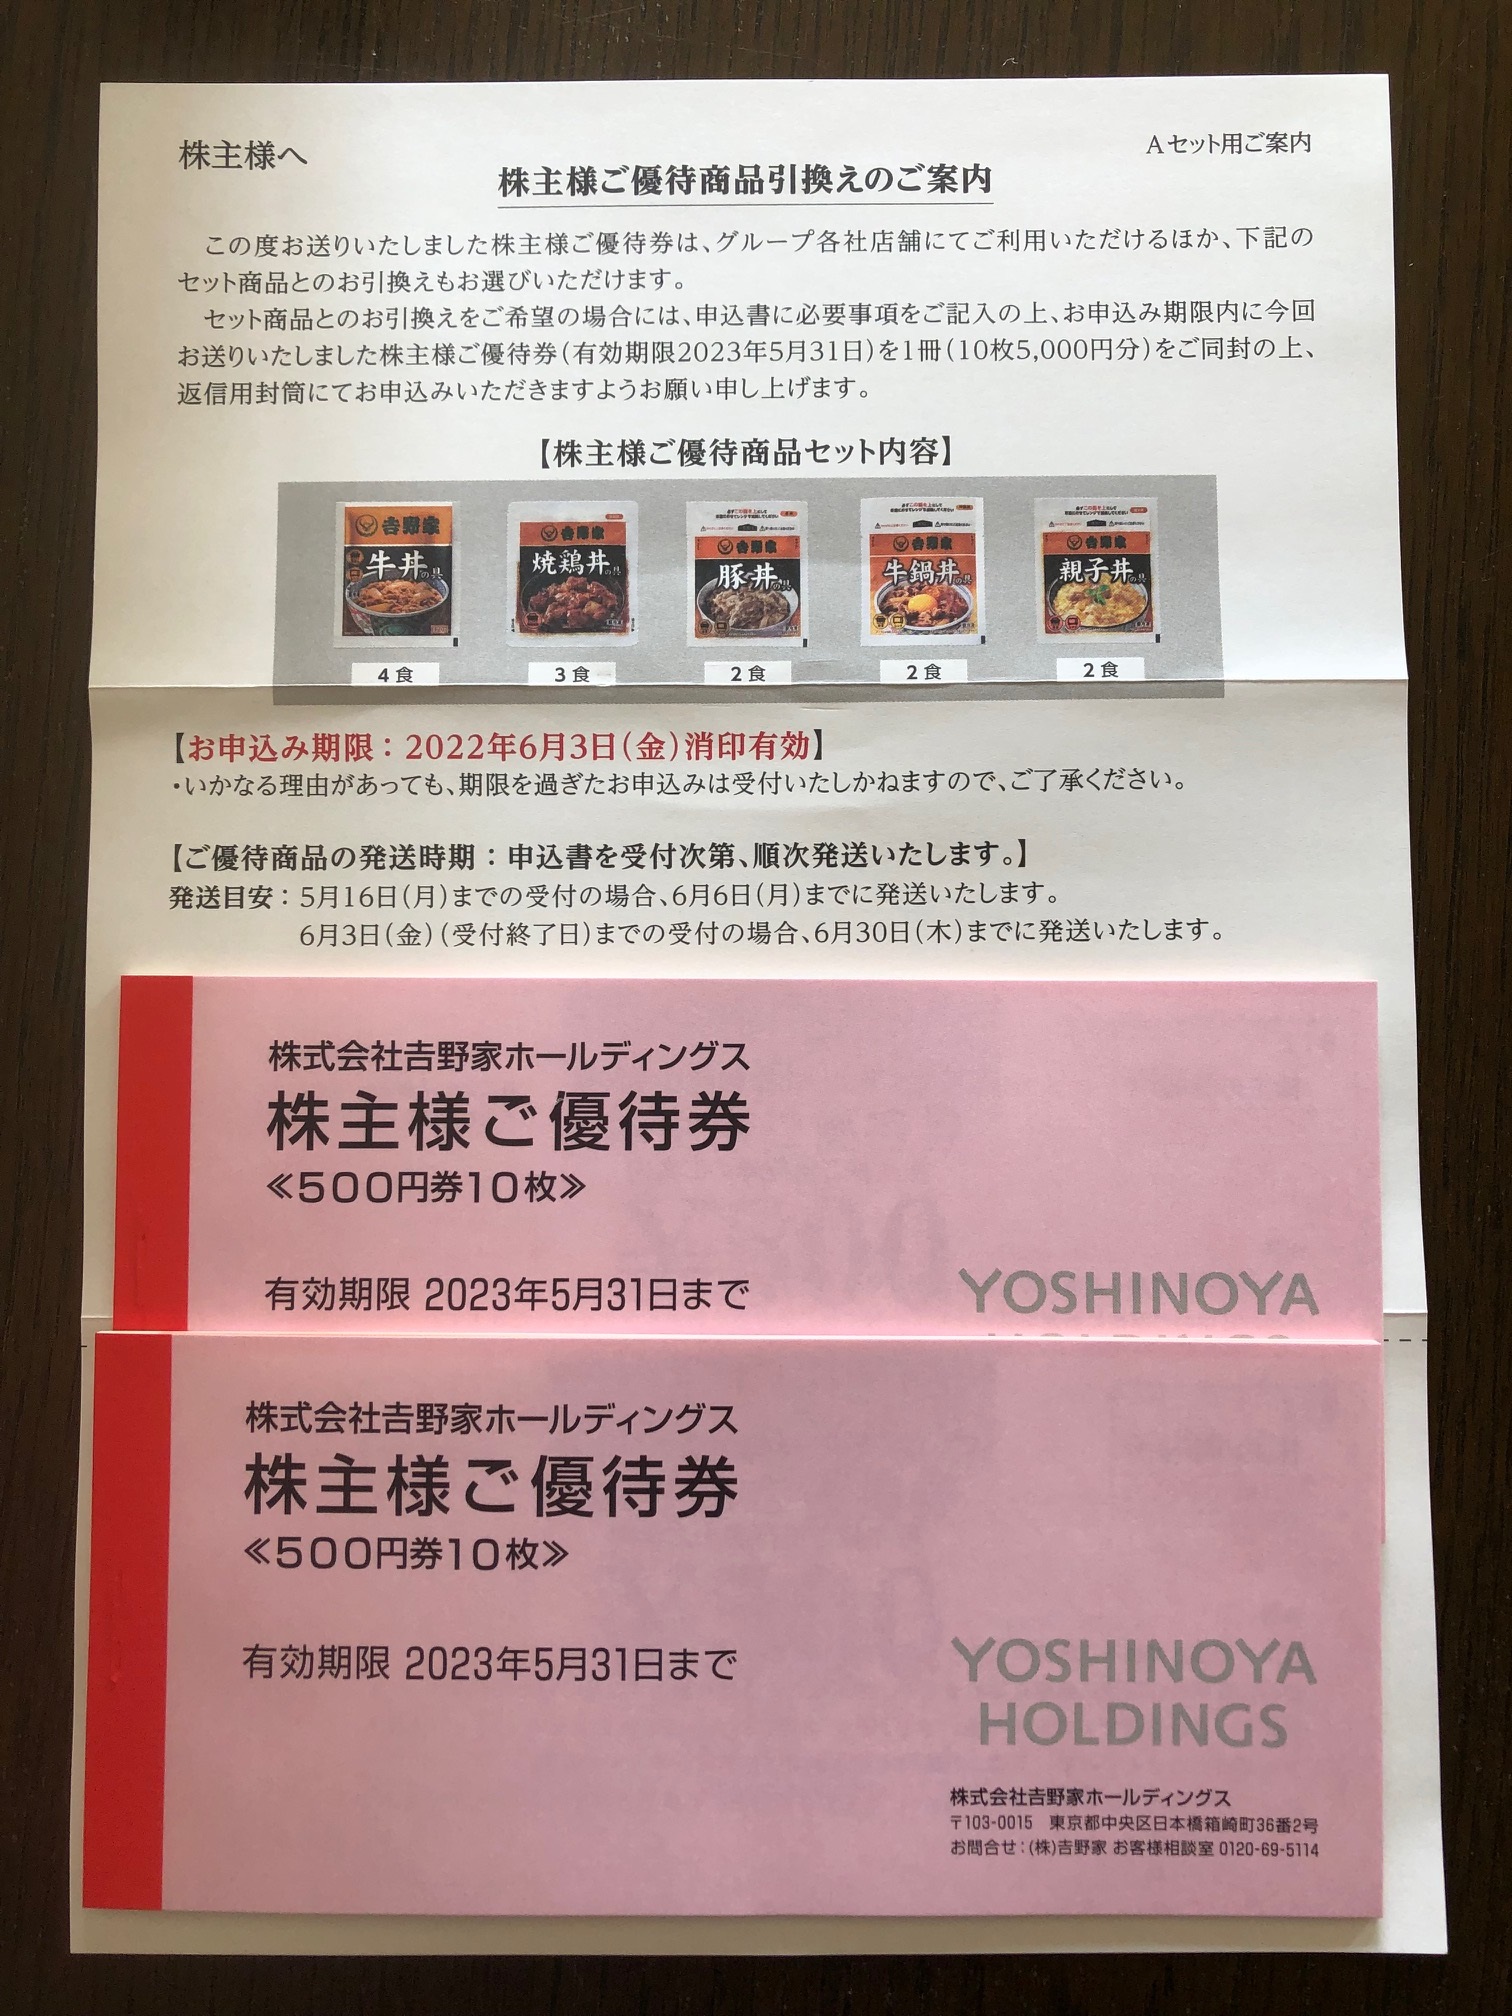 株主様へ
Aセット用ご案内
株主様ご優待商品引換えのご案内
この度お送りいたしました株主様ご優待券は、グループ各社店舗にてご利用いただけるほか、下記の
セット商品とのお引換えもお選びいただけます。
セット商品とのお引換えをご希望の場合には、申込書に必要事項をご記入の上、お申込み期限内に今回
お送りいたしました株主様ご優待券(有効期限2023年5月31日)を1冊(10枚5,000円分)をご同封の上、
返信用封筒にてお申込みいただきますようお願い申し上げます。
【株主様ご優待商品セット内容】
吉野家 吉野家 吉野家 吉野家 吉野家
牛丼の具 焼鶏丼の具 豚丼の具 牛鍋丼の具 親子丼の具
4食 3食 2食 2食 2食
【お申込み期限：2022年6月3日(金)消印有効】
・いかなる理由があっても、期限を過ぎたお申込みは受付いたしかねますので、ご了承ください。
【ご優待商品の発送時期：申込書を受付次第、順次発送いたします。】
発送目安：5月16日(月)までの受付の場合、6月6日(月)までに発送いたします。
6月3日(金)(受付終了日)までの受付の場合、6月30日(木)までに発送いたします。
株式会社吉野家ホールディングス
株主様ご優待券
≪500円券10枚≫
有効期限 2023年5月31日まで
YOSHINOYA
株式会社吉野家ホールディングス
株主様ご優待券
≪500円券10枚≫
有効期限 2023年5月31日まで
YOSHINOYA
HOLDINGS
株式会社吉野家ホールディングス
〒103-0015 東京都中央区日本橋箱崎町36番2号
お問合せ：(株)吉野家 お客様相談室 0120-69-5114